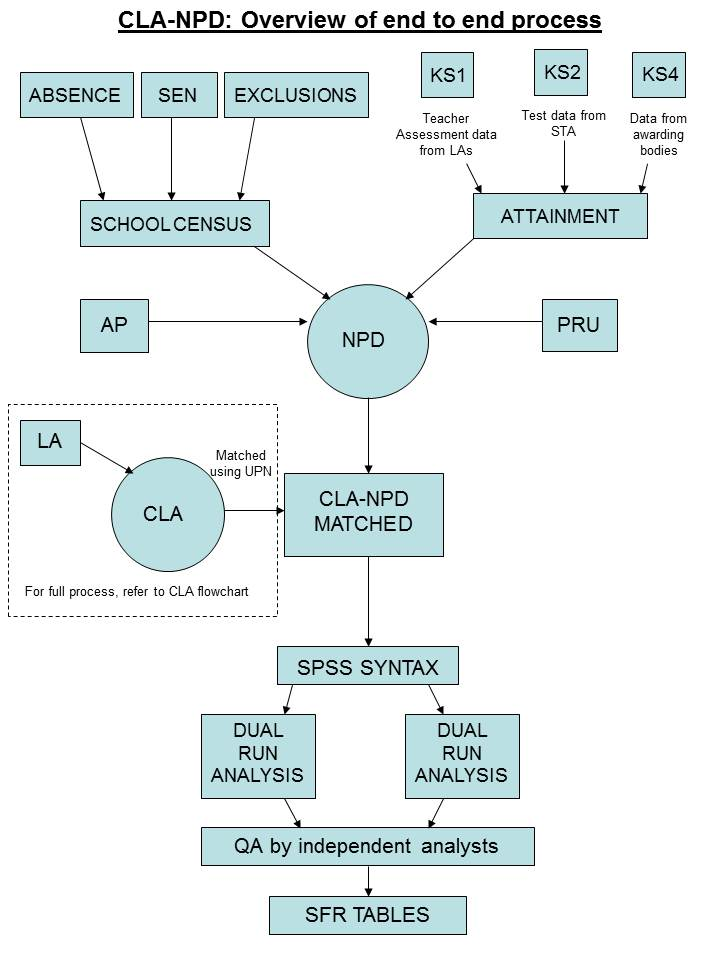 CLA-NPD: Overview of end to end process
ABSENCE
SEN
EXCLUSIONS
KS1
KS2
KS4
Teacher
Assessment data
from LAs
Test data from
STA
Data from
awarding
bodies
SCHOOL CENSUS
ATTAINMENT
AP
NPD
PRU
LA
CLA
Matched
using UPN
For full process, refer to CLA flowchart
CLA-NPD
MATCHED
SPSS SYNTAX
DUAL
RUN
ANALYSIS
DUAL
RUN
ANALYSIS
QA by independent analysts
SFR TABLES